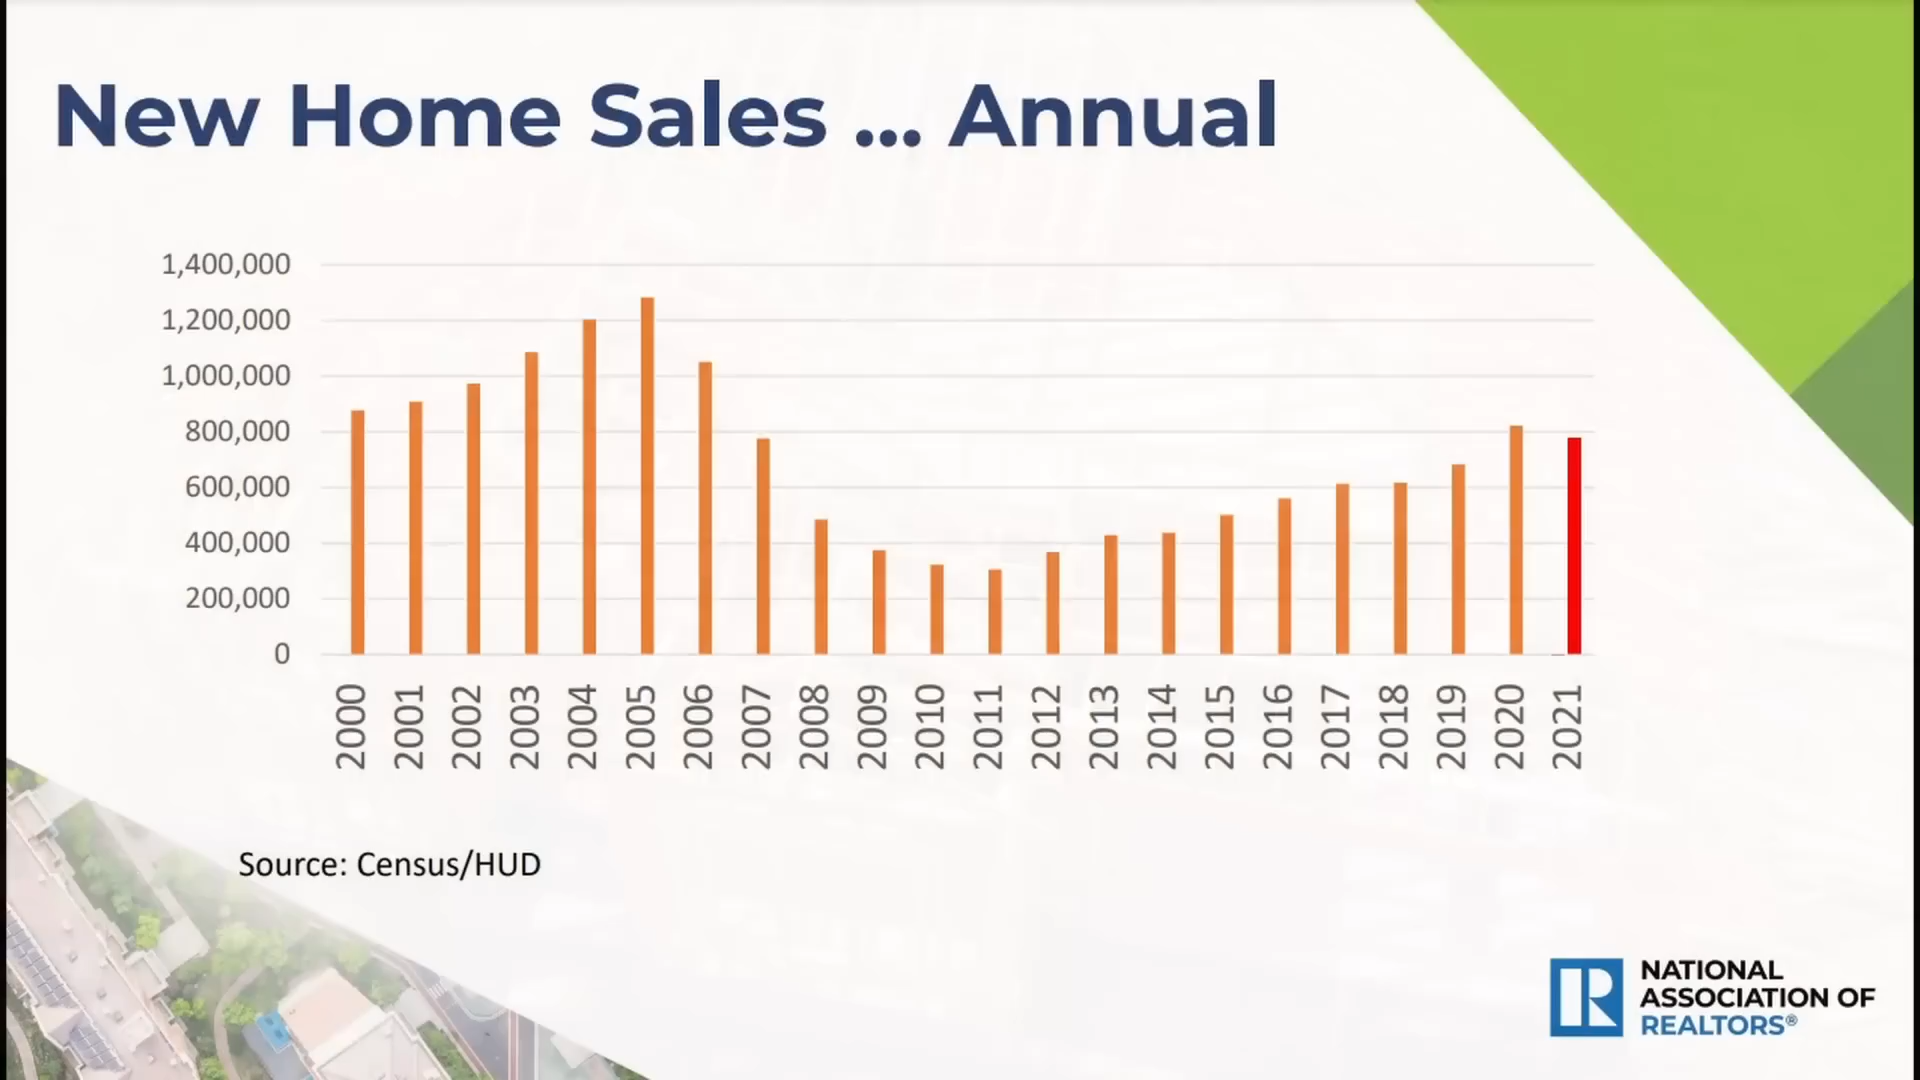 New Home Sales ... Annual
1,400,000
1,200,000
1,000,000
800,000
600,000
400,000
200,000
0
2000 2001 2002 2003 2004 2005 2006 2007 2008 2009 2010 2011 2012 2013 2014 2015 2016 2017 2018 2019 2020 2021
Source: Census/HUD
R
NATIONAL
ASSOCIATION OF
REALTORS®